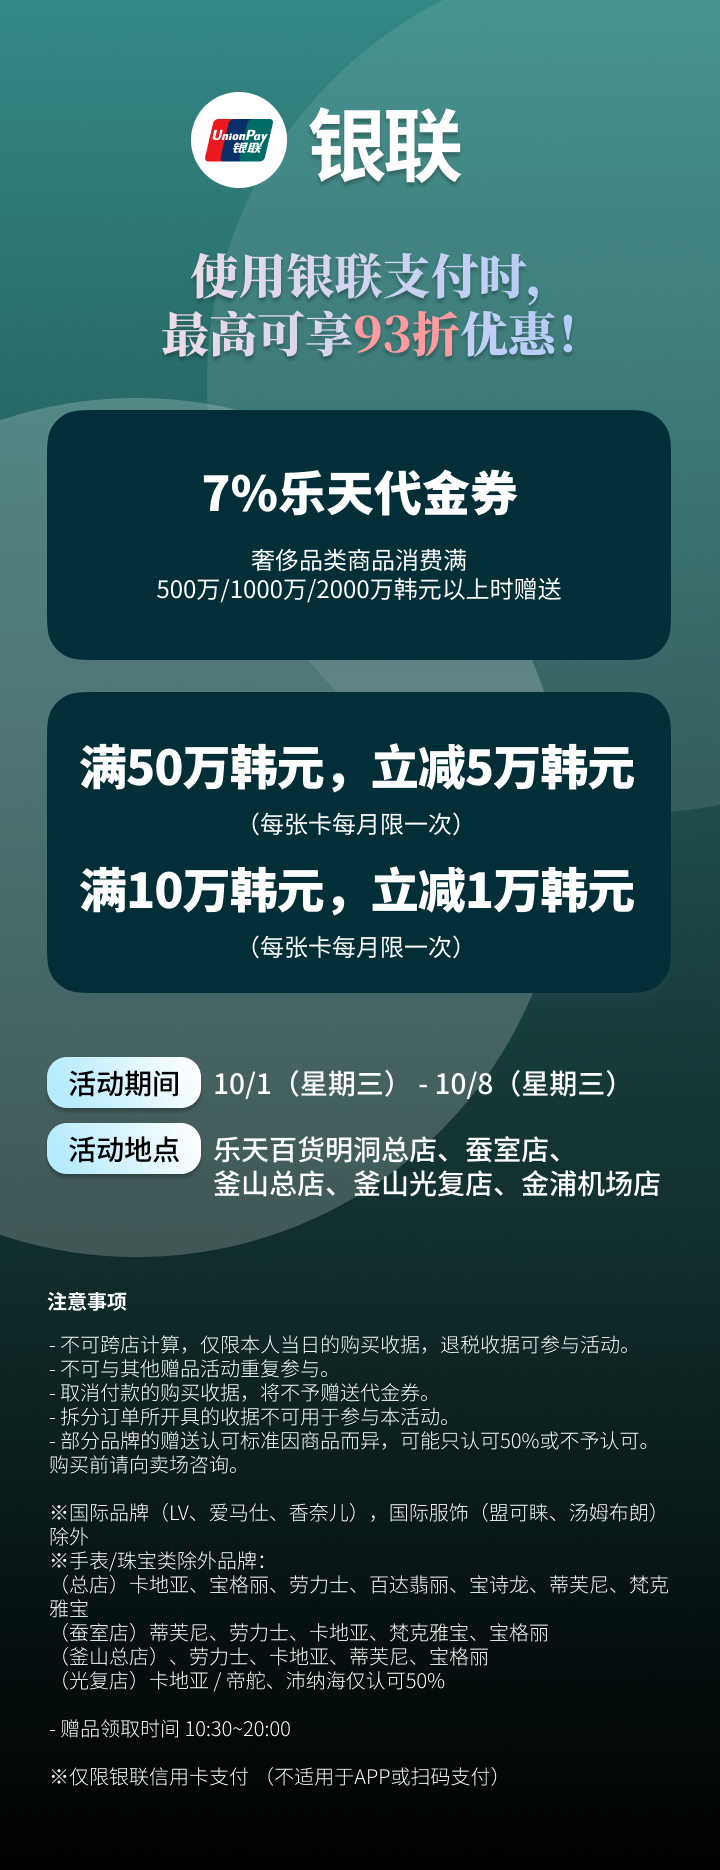 UnionPay
银联
银联
使用银联支付时，
最高可享93折优惠！
7%乐天代金券
奢侈品类商品消费满
500万/1000万/2000万韩元以上时赠送
满50万韩元，立减5万韩元
（每张卡每月限一次）
满10万韩元，立减1万韩元
（每张卡每月限一次）
活动期间 10/1（星期三） - 10/8（星期三）
活动地点 乐天百货明洞总店、蚕室店、
釜山总店、釜山光复店、金浦机场店
注意事项
- 不可跨店计算，仅限本人当日的购买收据，退税收据可参与活动。
- 不可与其他赠品活动重复参与。
- 取消付款的购买收据，将不予赠送代金券。
- 拆分订单所开具的收据不可用于参与本活动。
- 部分品牌的赠送认可标准因商品而异，可能只认可50%或不予认可。
购买前请向卖场咨询。
※国际品牌（LV、爱马仕、香奈儿），国际服饰（盟可睐、汤姆布朗）
除外
※手表/珠宝类除外品牌：
（总店）卡地亚、宝格丽、劳力士、百达翡丽、宝诗龙、蒂芙尼、梵克
雅宝
（蚕室店）蒂芙尼、劳力士、卡地亚、梵克雅宝、宝格丽
（釜山总店）、劳力士、卡地亚、蒂芙尼、宝格丽
（光复店）卡地亚 / 帝舵、沛纳海仅认可50%
- 赠品领取时间 10:30~20:00
※仅限银联信用卡支付 （不适用于APP或扫码支付）